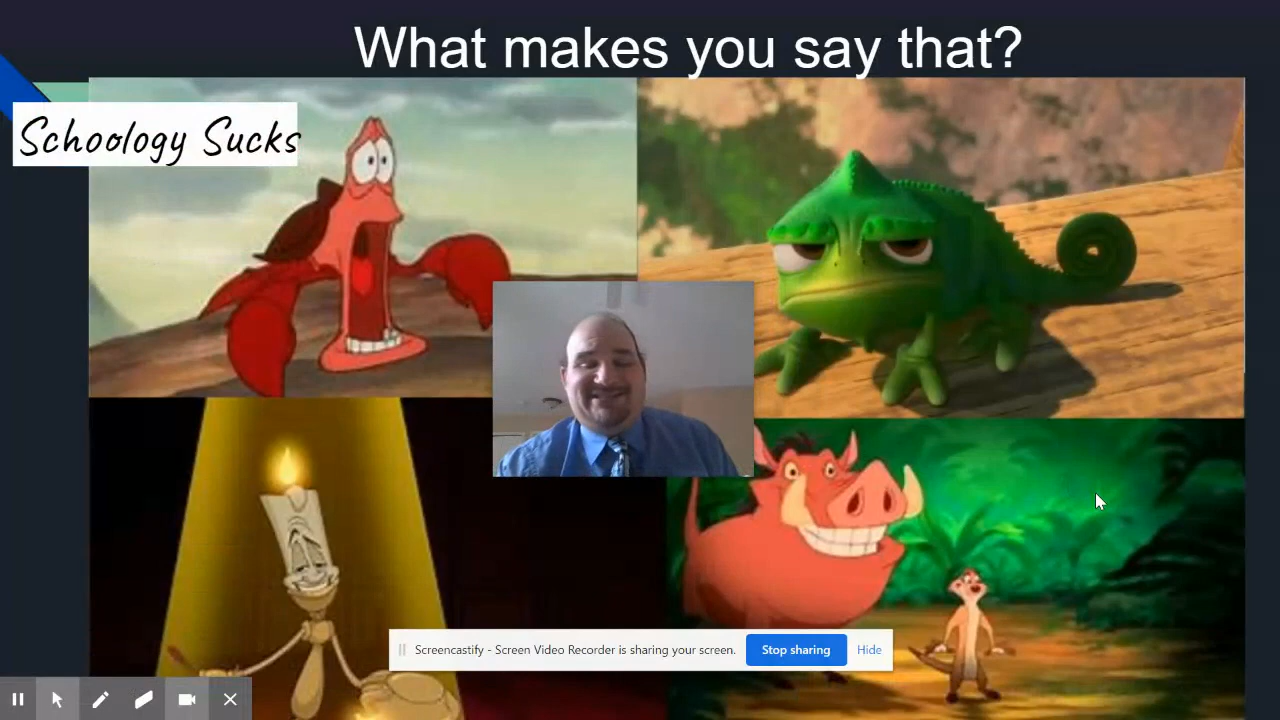 What makes you say that?
Schoology Sucks
Screencastify - Screen Video Recorder is sharing your screen.
Stop sharing
Hide